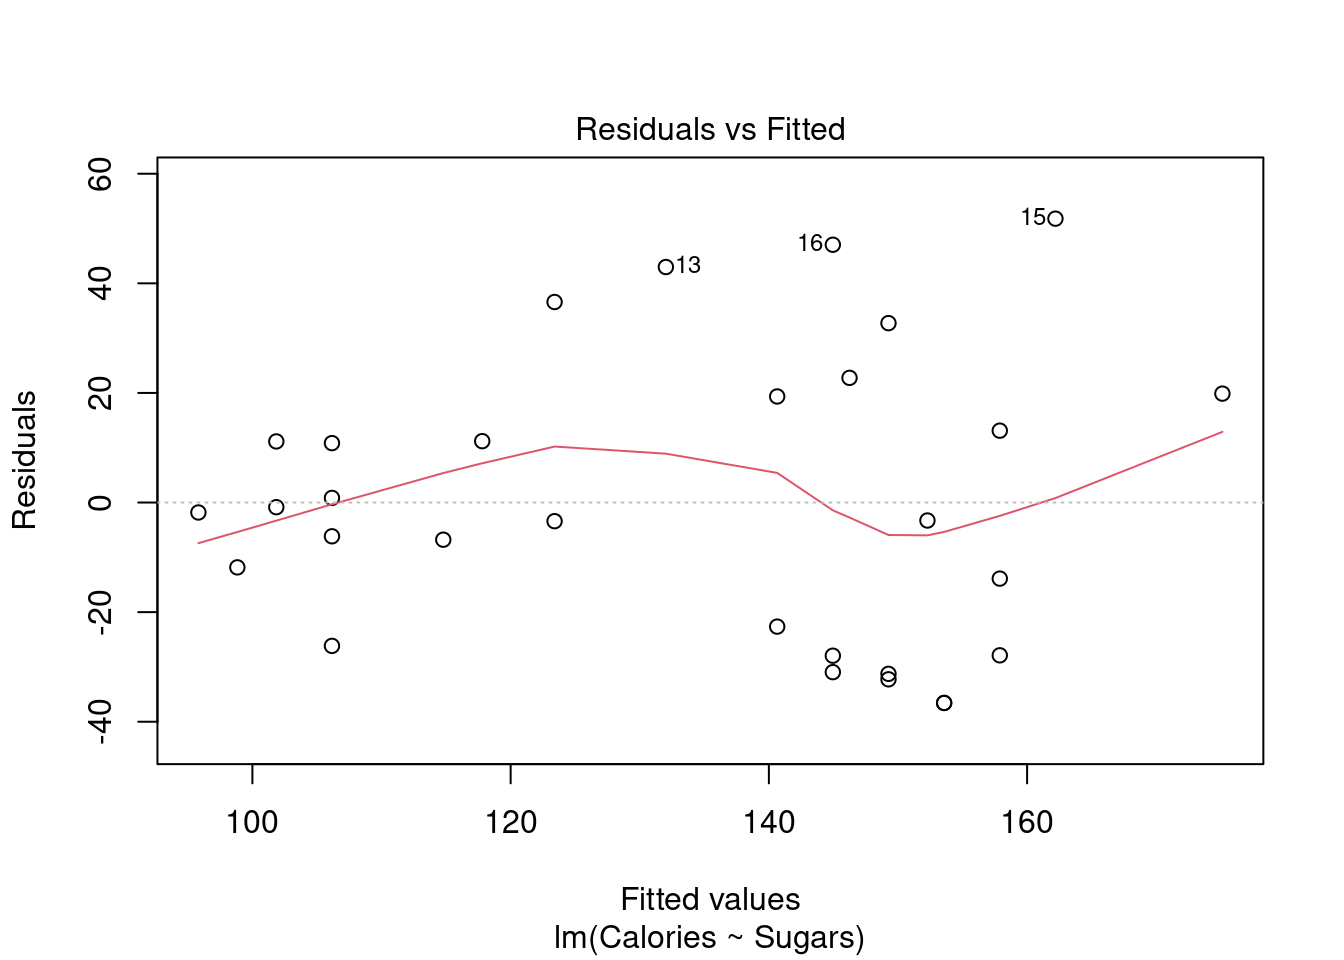 Residuals vs Fitted
60
40
20
0
-20
-40
Residuals
15
16
13
100 120 140 160
Fitted values
lm(Calories ~ Sugars)